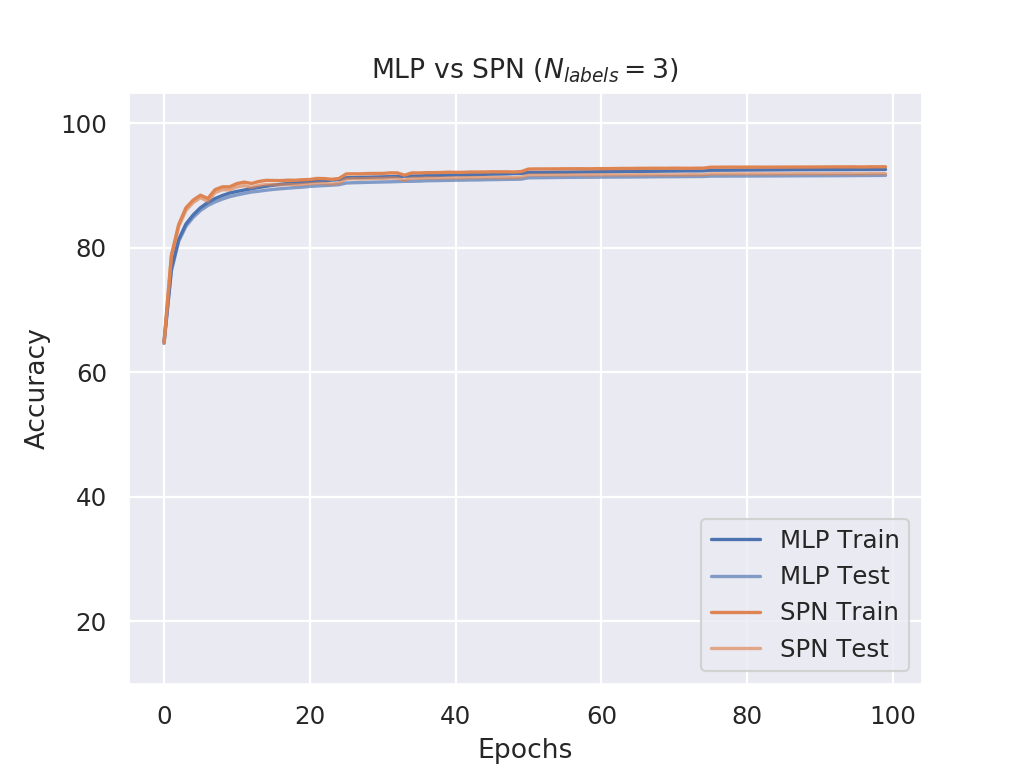 MLP vs SPN (N_labels = 3)
Accuracy
100
80
60
40
20
0 20 40 60 80 100
Epochs
MLP Train
MLP Test
SPN Train
SPN Test